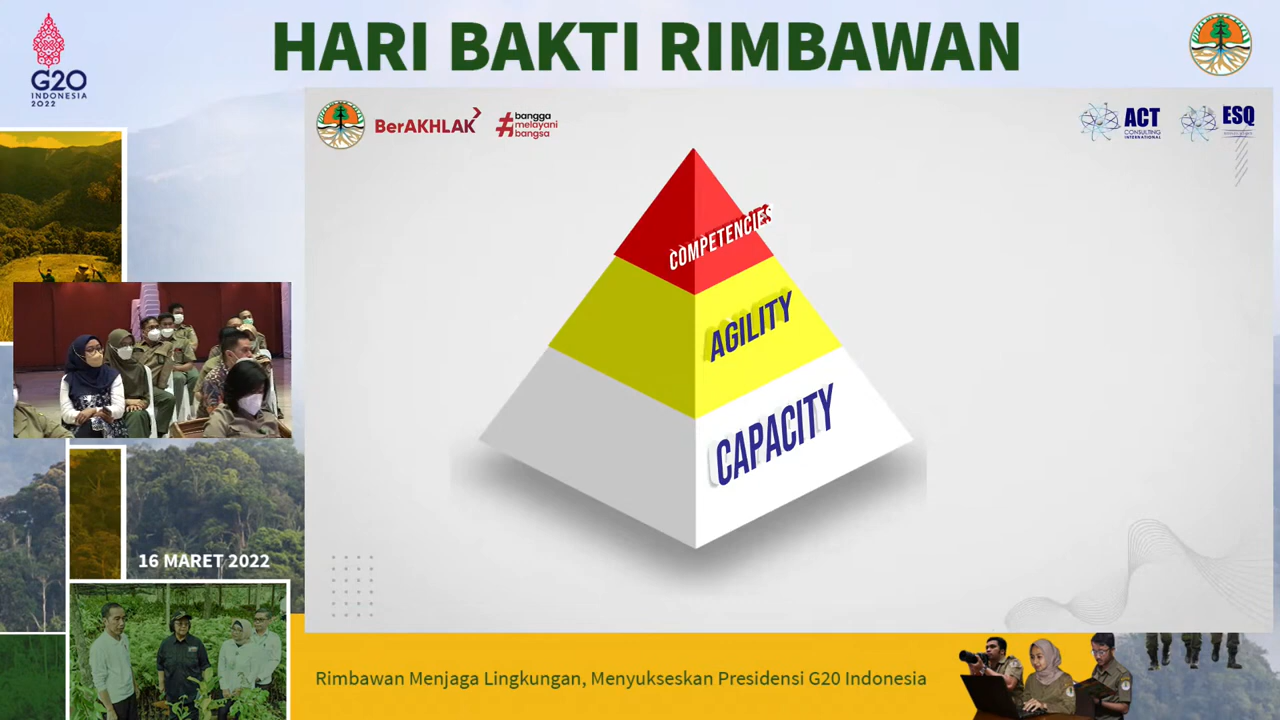 HARI BAKTI RIMBAWAN
G20
INDONESIA
2022
BerAKHLAK
#bangga
melayani
bangsa
ACT
CONSULTING
INTERNATIONAL
ESQ
COMPETENCIES
AGILITY
CAPACITY
16 MARET 2022
Rimbawan Menjaga Lingkungan, Menyukseskan Presidensi G20 Indonesia